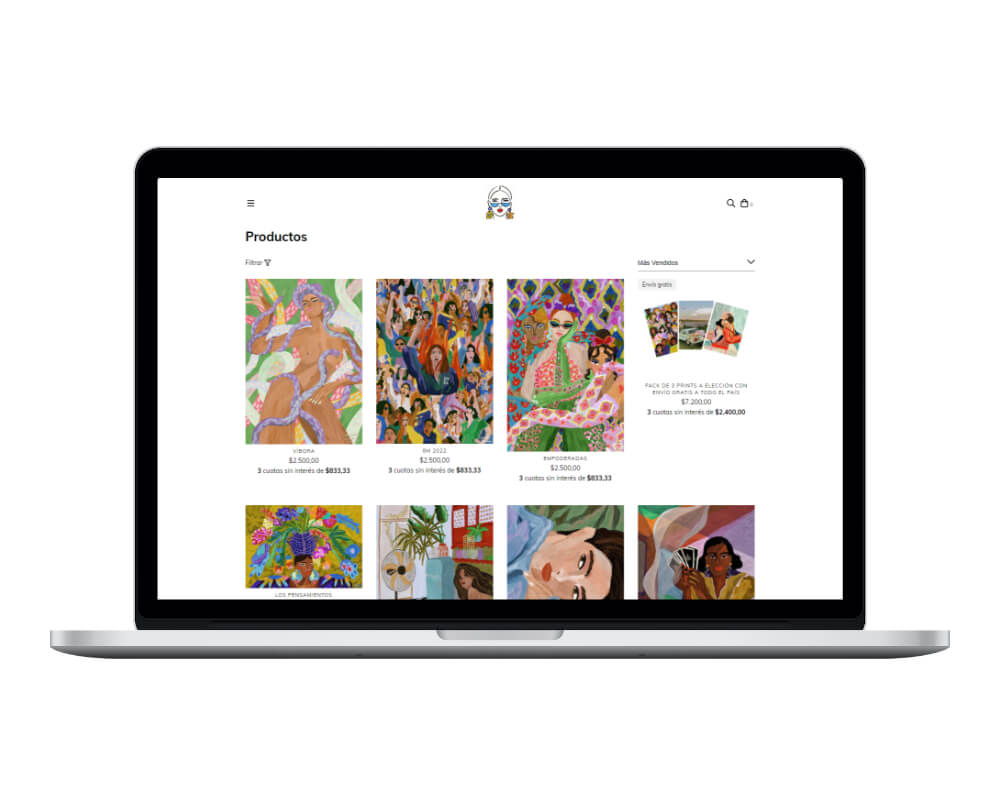 Productos
Filtrar
Más Vendidos
Envío gratis
VÍBORA
$2.500,00
3 cuotas sin interés de $833,33
8M 2022
$2.500,00
3 cuotas sin interés de $833,33
EMPODERADAS
$2.500,00
3 cuotas sin interés de $833,33
PACK DE 3 PRINTS A ELECCIÓN CON
ENVÍO GRATIS A TODO EL PAÍS
$7.200,00
3 cuotas sin interés de $2.400,00
LOS PENSAMIENTOS